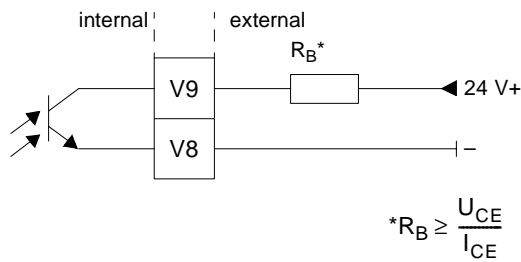 internal external
R_B*
V9 24 V+
V8 –
*R_B ≥ U_CE / I_CE